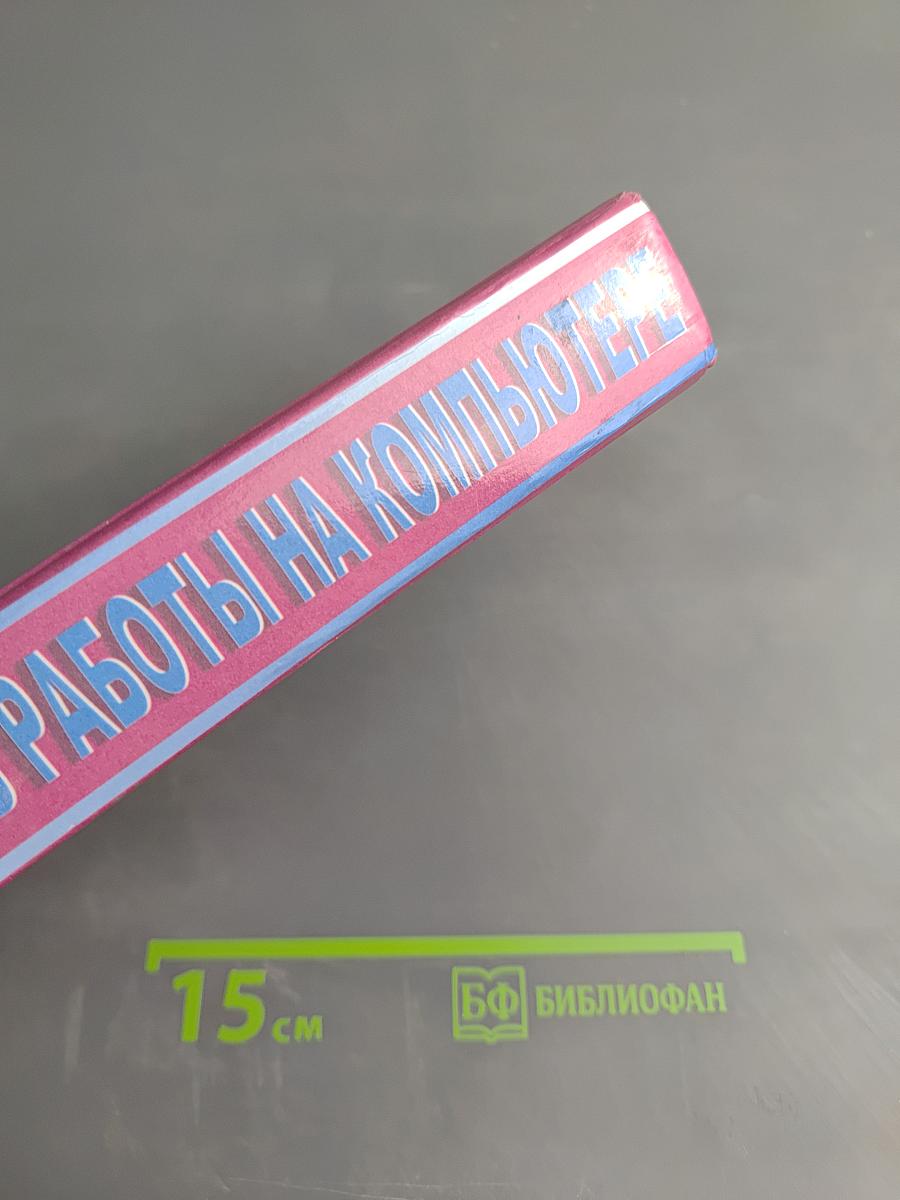 РАБОТЫ НА КОМПЬЮТЕРЕ
15 см
БФ БИБЛИОФАН